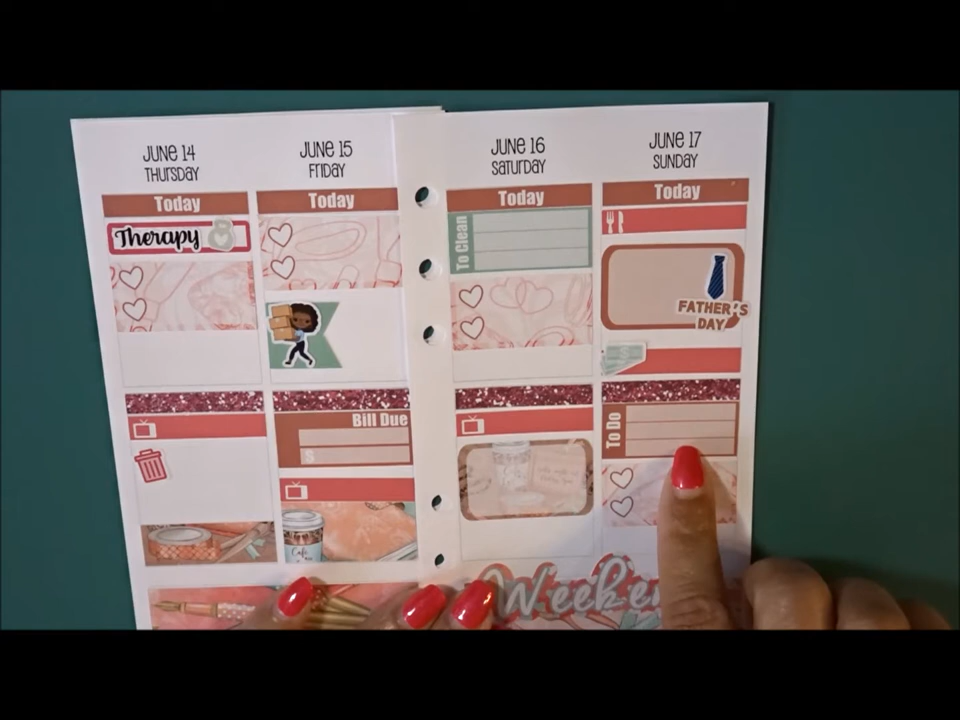 JUNE 14
THURSDAY
Today
Therapy
JUNE 15
FRIDAY
Today
Bill Due
$
Cafe
JUNE 16
SATURDAY
Today
To Clean
JUNE 17
SUNDAY
Today
FATHER'S
DAY
To Do